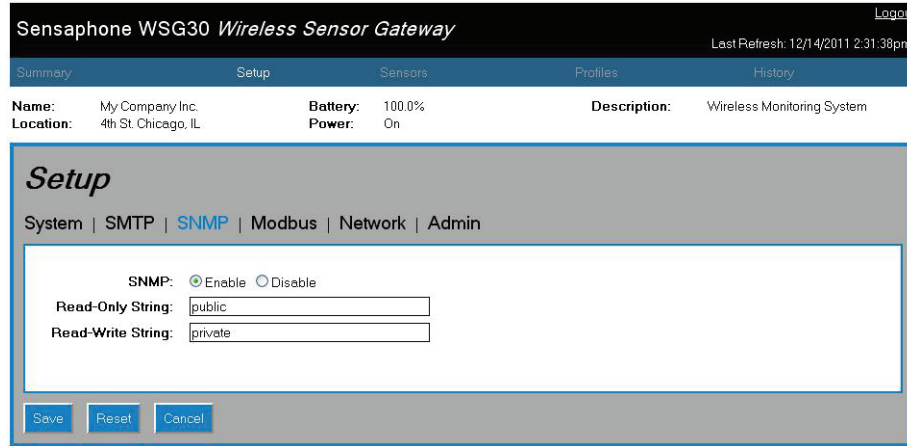 Logou
Sensaphone WSG30 Wireless Sensor Gateway
Last Refresh: 12/14/2011 2:31:38pm
Summary Setup Sensors Profiles History
Name: My Company Inc. Battery: 100.0% Description: Wireless Monitoring System
Location: 4th St. Chicago, IL Power: On
Setup
System | SMTP | SNMP | Modbus | Network | Admin
SNMP: Enable Disable
Read-Only String: public
Read-Write String: private
Save Reset Cancel